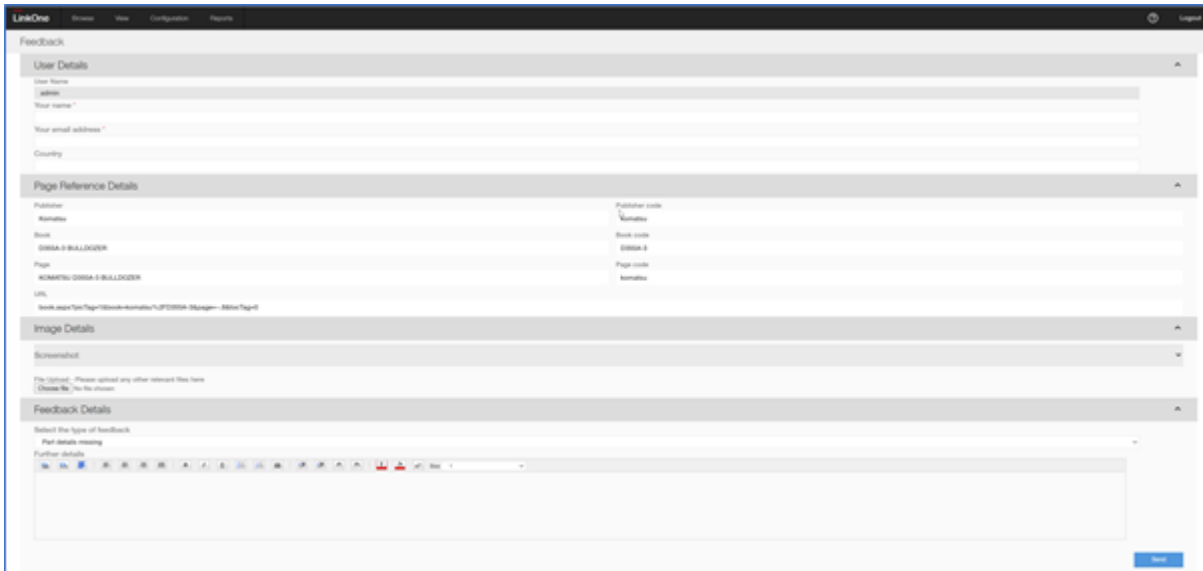 LinkOne Browse View Configuration Reports Logout
Feedback
User Details
User Name
admin
Your name *
Your email address *
Country
Page Reference Details
Publisher Publisher code
Komatsu komatsu
Book Book code
D355A-3 BULLDOZER D355A-3
Page Page code
KOMATSU D355A-3 BULLDOZER komatsu
URL
Image Details
Screenshot
File Upload - Please upload any other relevant files here
Choose file No file chosen
Feedback Details
Select the type of feedback
Part details missing
Further details
Size
Send